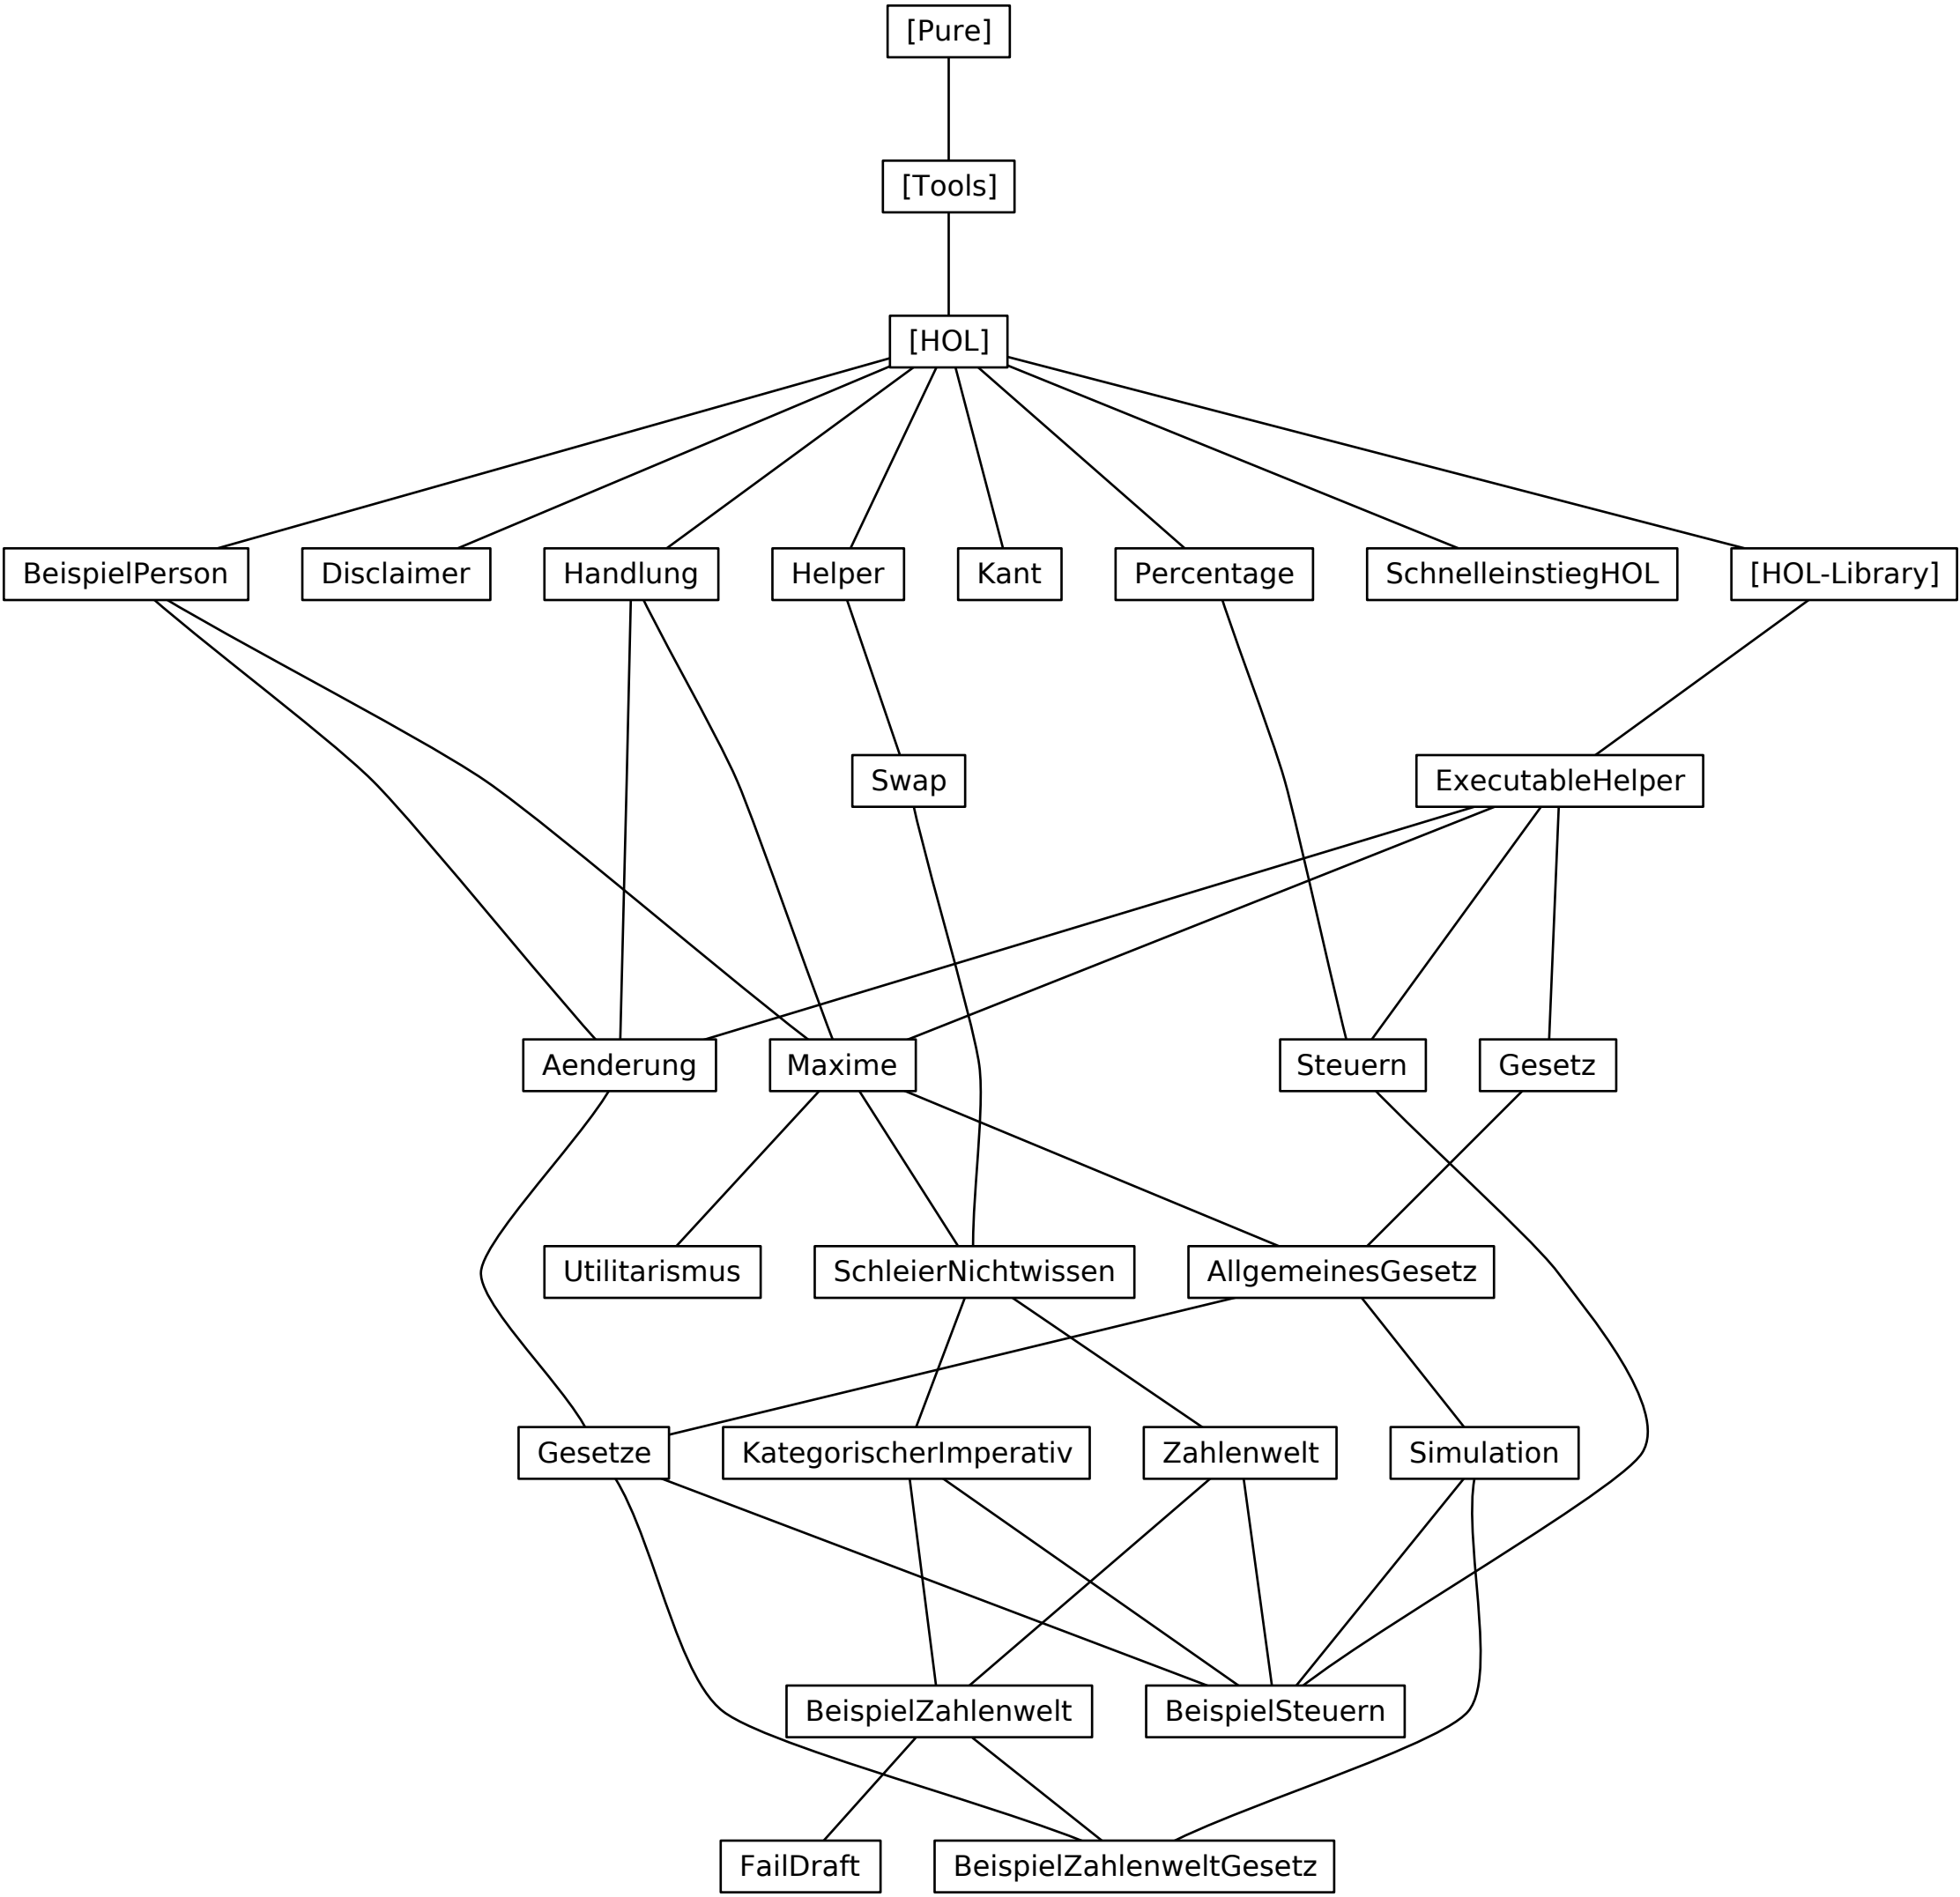 [Pure]
[Tools]
[HOL]
BeispielPerson
Disclaimer
Handlung
Helper
Kant
Percentage
SchnelleinstiegHOL
[HOL-Library]
Swap
ExecutableHelper
Aenderung
Maxime
Steuern
Gesetz
Utilitarismus
SchleierNichtwissen
AllgemeinesGesetz
Gesetze
KategorischerImperativ
Zahlenwelt
Simulation
BeispielZahlenwelt
BeispielSteuern
FailDraft
BeispielZahlenweltGesetz